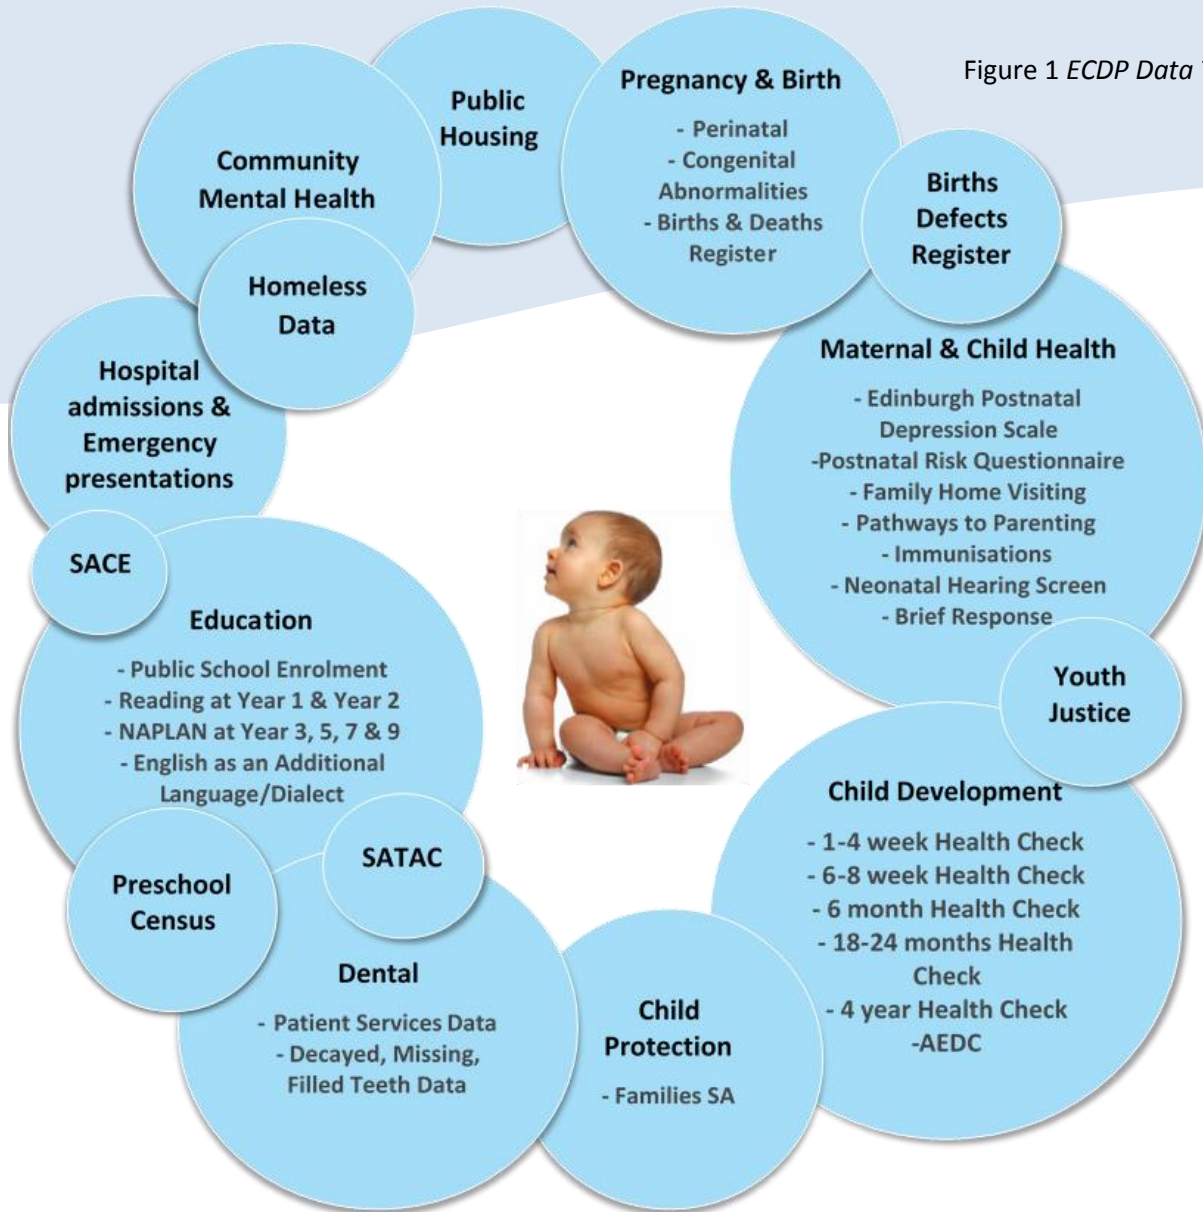 Figure 1 ECDP Data
Public
Housing
Pregnancy & Birth
- Perinatal
- Congenital
Abnormalities
- Births & Deaths
Register
Births
Defects
Register
Community
Mental Health
Homeless
Data
Maternal & Child Health
- Edinburgh Postnatal
Depression Scale
-Postnatal Risk Questionnaire
- Family Home Visiting
- Pathways to Parenting
- Immunisations
- Neonatal Hearing Screen
- Brief Response
Hospital
admissions &
Emergency
presentations
SACE
Education
- Public School Enrolment
- Reading at Year 1 & Year 2
- NAPLAN at Year 3, 5, 7 & 9
- English as an Additional
Language/Dialect
Youth
Justice
Child Development
- 1-4 week Health Check
- 6-8 week Health Check
- 6 month Health Check
- 18-24 months Health
Check
- 4 year Health Check
-AEDC
SATAC
Preschool
Census
Dental
- Patient Services Data
- Decayed, Missing,
Filled Teeth Data
Child
Protection
- Families SA